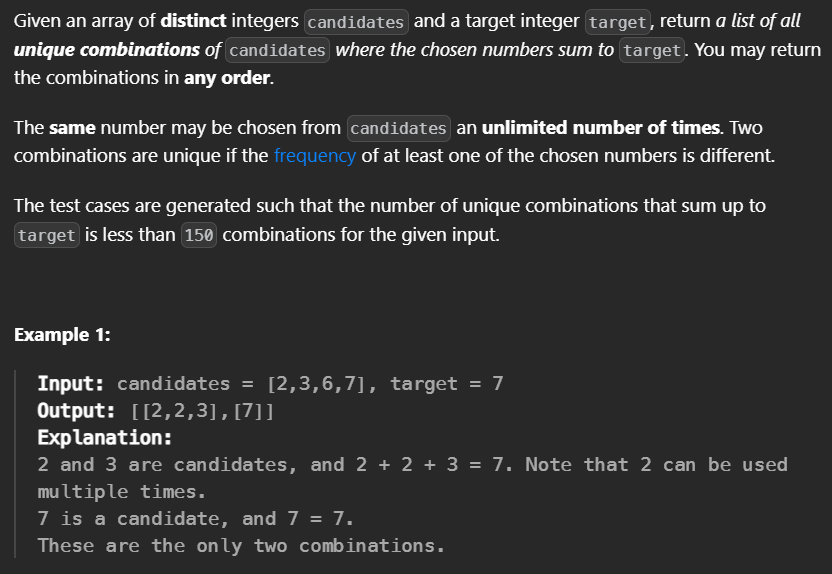 Given an array of distinct integers candidates and a target integer target, return a list of all
unique combinations of candidates where the chosen numbers sum to target. You may return
the combinations in any order.
The same number may be chosen from candidates an unlimited number of times. Two
combinations are unique if the frequency of at least one of the chosen numbers is different.
The test cases are generated such that the number of unique combinations that sum up to
target is less than 150 combinations for the given input.
Example 1:
Input: candidates = [2,3,6,7], target = 7
Output: [[2,2,3],[7]]
Explanation:
2 and 3 are candidates, and 2 + 2 + 3 = 7. Note that 2 can be used
multiple times.
7 is a candidate, and 7 = 7.
These are the only two combinations.